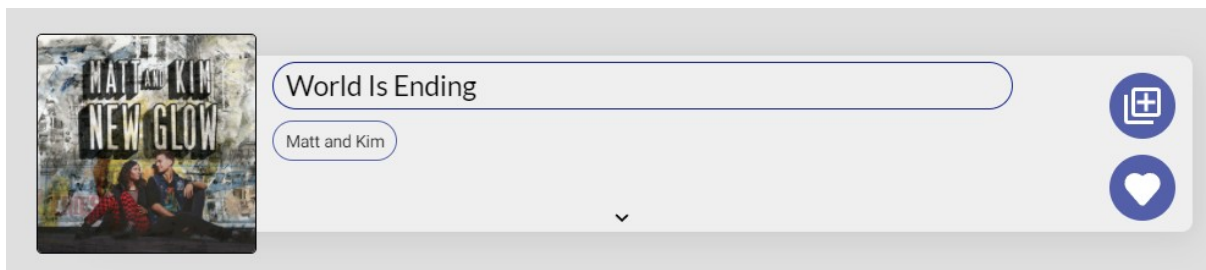 MATT AND KIM
NEW GLOW
World Is Ending
Matt and Kim